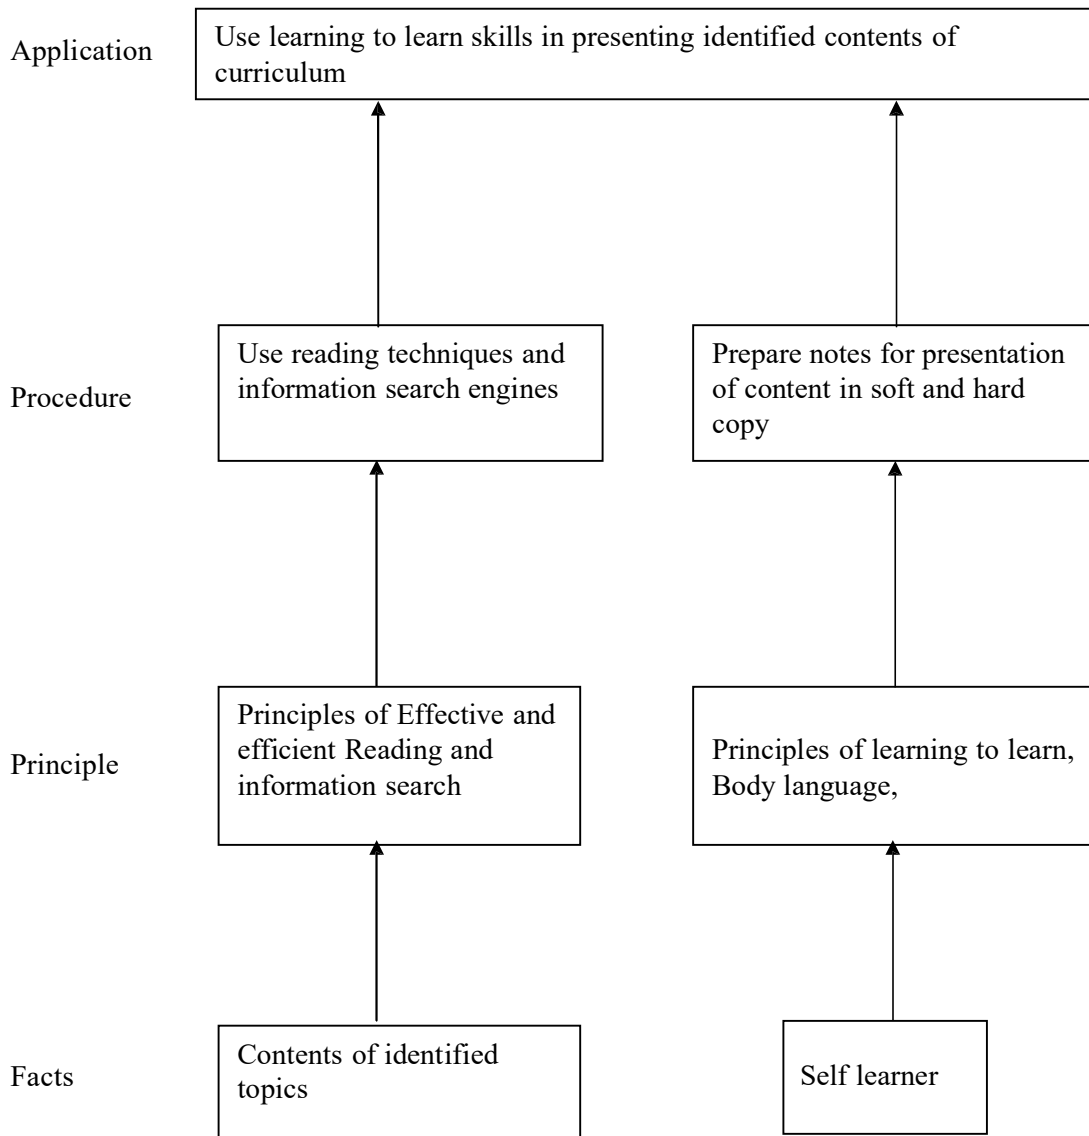 Application
Use learning to learn skills in presenting identified contents of
curriculum
Procedure
Use reading techniques and
information search engines
Prepare notes for presentation
of content in soft and hard
copy
Principle
Principles of Effective and
efficient Reading and
information search
Principles of learning to learn,
Body language,
Facts
Contents of identified
topics
Self learner